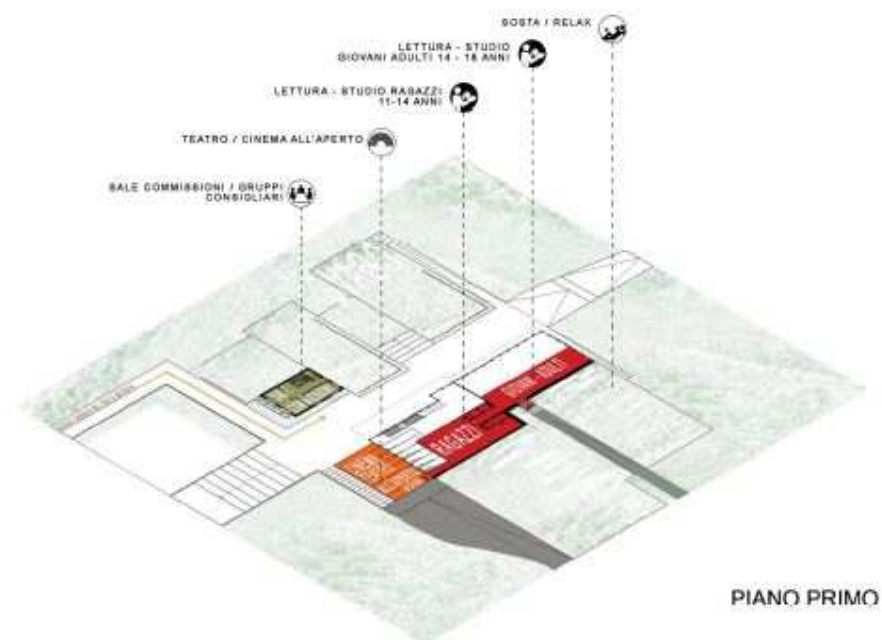 SOSTA / RELAX
LETTURA - STUDIO
GIOVANI ADULTI 14 - 18 ANNI
LETTURA - STUDIO RAGAZZI
11-14 ANNI
TEATRO / CINEMA ALL'APERTO
SALE COMMISSIONI / GRUPPI
CONSIGLIARI
GIOVANI ADULTI
RAGAZZI
PIANO PRIMO